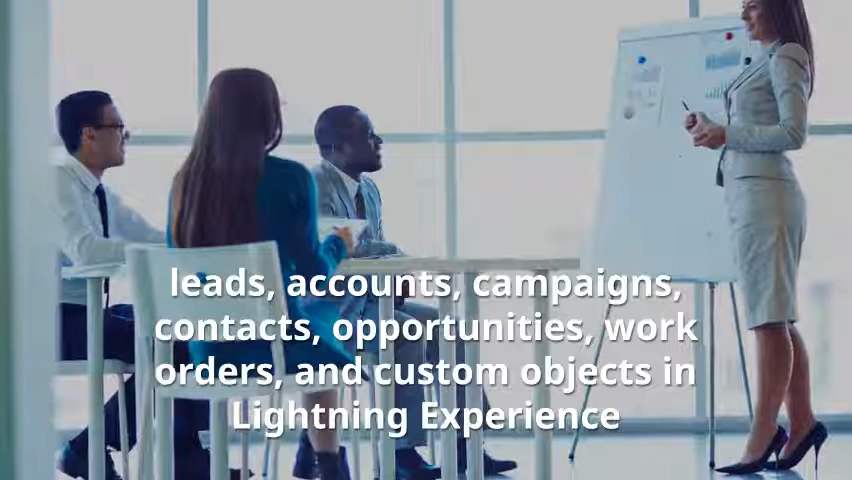 leads, accounts, campaigns,
contacts, opportunities, work
orders, and custom objects in
Lightning Experience